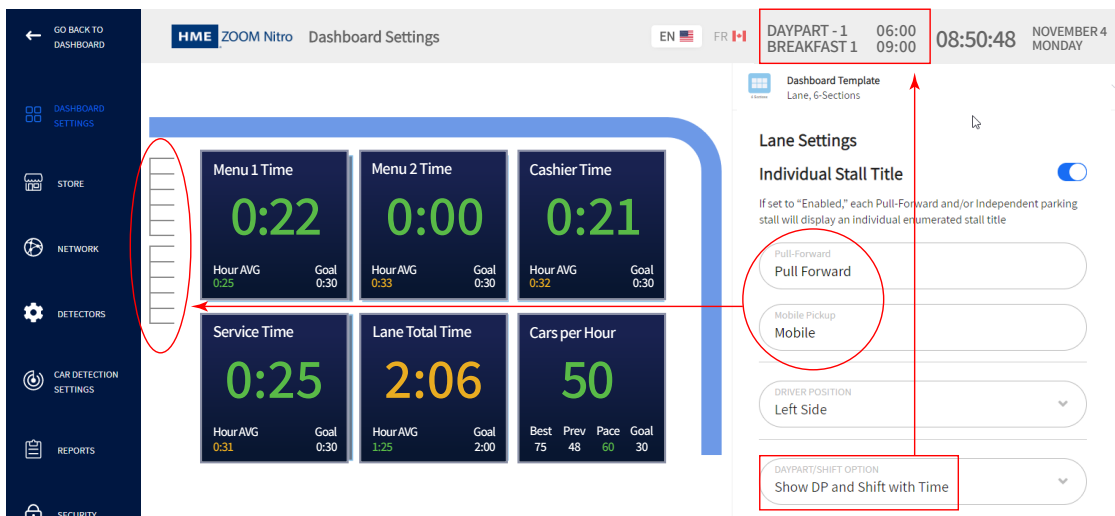 GO BACK TO
DASHBOARD
HME ZOOM Nitro Dashboard Settings
EN FR
DAYPART - 1 06:00
BREAKFAST 1 09:00
08:50:48
NOVEMBER 4
MONDAY
DASHBOARD
SETTINGS
STORE
NETWORK
DETECTORS
CAR DETECTION
SETTINGS
REPORTS
SECURITY
Menu 1 Time
0:22
Hour AVG Goal
0:25 0:30
Menu 2 Time
0:00
Hour AVG Goal
0:33 0:30
Cashier Time
0:21
Hour AVG Goal
0:32 0:30
Service Time
0:25
Hour AVG Goal
0:31 0:30
Lane Total Time
2:06
Hour AVG Goal
1:25 2:00
Cars per Hour
50
Best Prev Pace Goal
75 48 60 30
Dashboard Template
Lane, 6-Sections
Lane Settings
Individual Stall Title
If set to “Enabled,” each Pull-Forward and/or Independent parking
stall will display an individual enumerated stall title
Pull-Forward
Pull Forward
Mobile Pickup
Mobile
DRIVER POSITION
Left Side
DAYPART/SHIFT OPTION
Show DP and Shift with Time